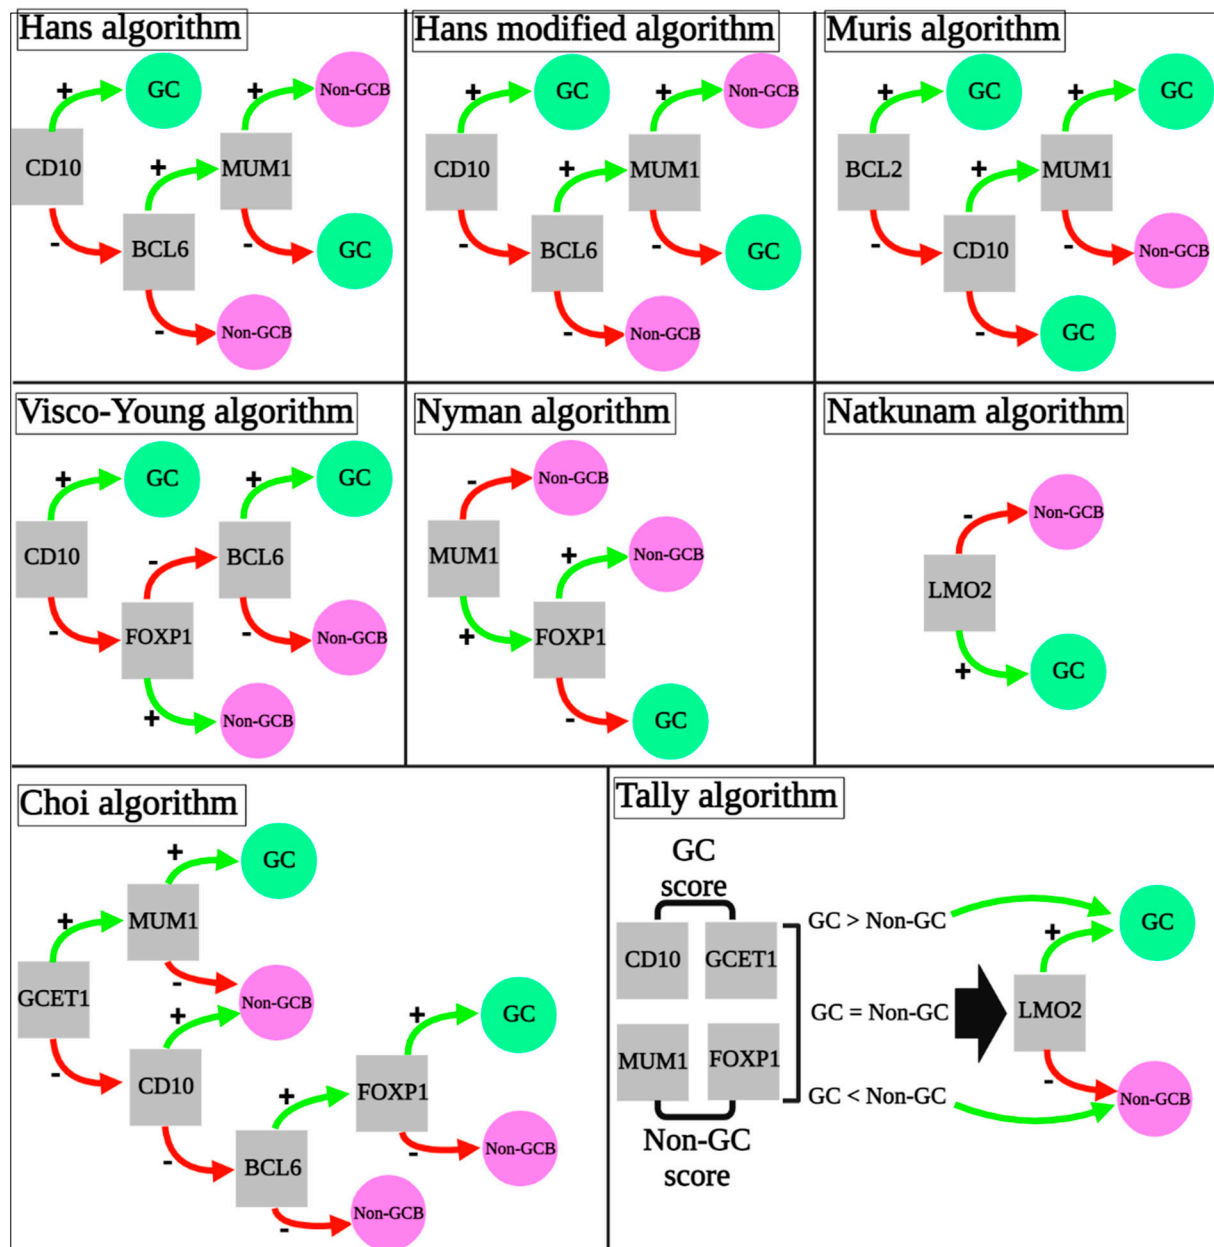 Hans algorithm
+
GC
+
Non-GCB
CD10
+
MUM1
-
BCL6
-
GC
-
Non-GCB
Hans modified algorithm
+
GC
+
Non-GCB
CD10
+
MUM1
-
BCL6
-
GC
-
Non-GCB
Muris algorithm
+
GC
+
GC
BCL2
+
MUM1
-
CD10
-
Non-GCB
-
GC
Visco-Young algorithm
+
GC
+
GC
CD10
-
BCL6
-
FOXP1
-
Non-GCB
+
Non-GCB
Nyman algorithm
-
Non-GCB
MUM1
+
Non-GCB
+
FOXP1
-
GC
Natkunam algorithm
-
Non-GCB
LMO2
+
GC
Choi algorithm
+
GC
+
MUM1
-
GCET1
Non-GCB
+
-
CD10
+
GC
+
FOXP1
-
BCL6
-
Non-GCB
-
Non-GCB
Tally algorithm
GC
score
CD10
GCET1
MUM1
FOXP1
Non-GC
score
GC > Non-GC
GC = Non-GC
GC < Non-GC
+
GC
LMO2
-
Non-GCB